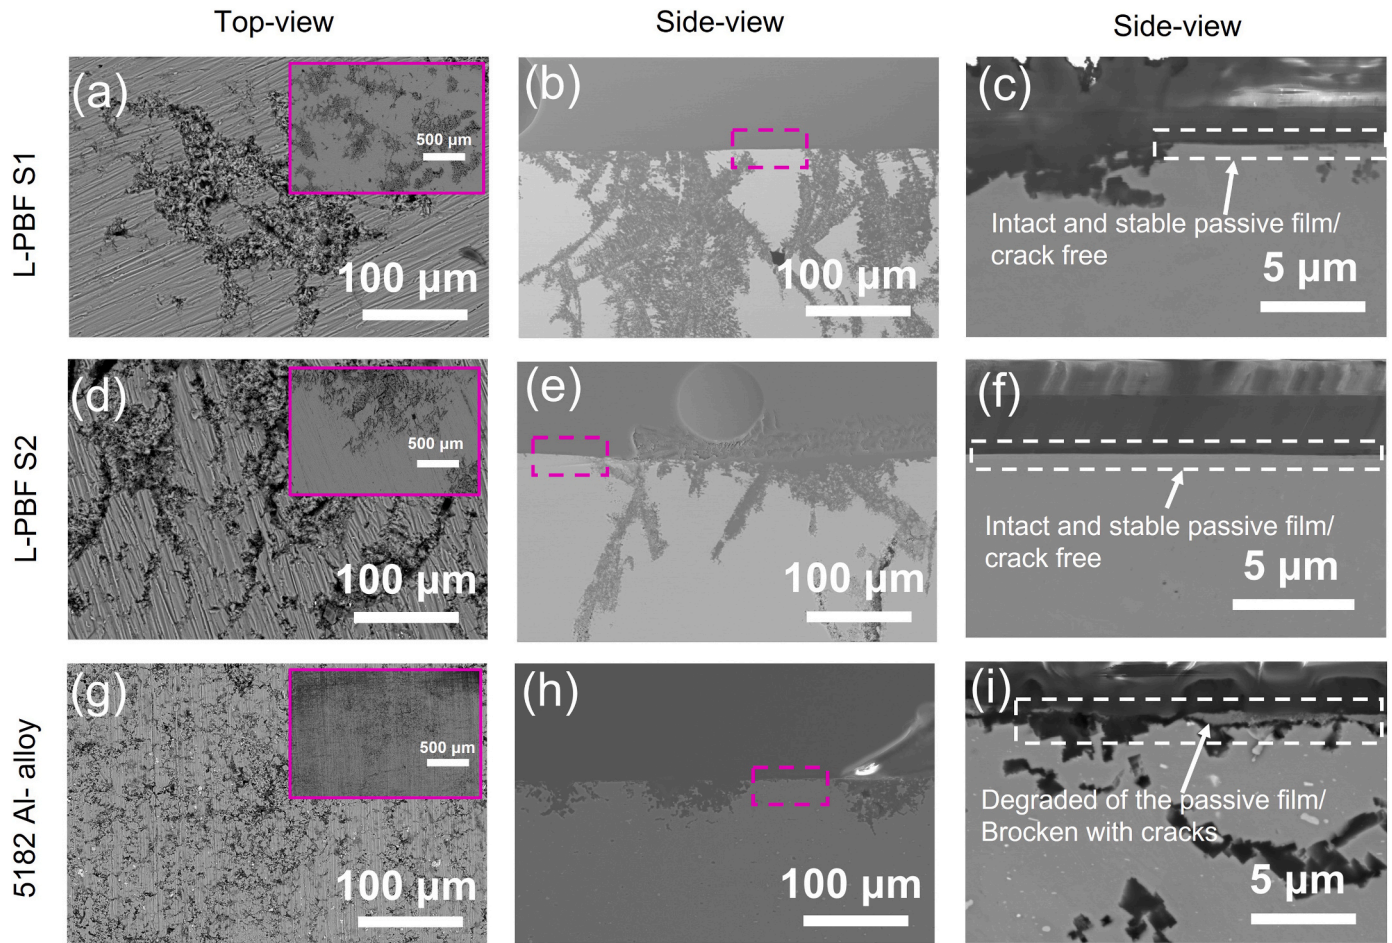 Top-view
Side-view
Side-view
L-PBF S1
(a)
500 µm
100 µm
(b)
100 µm
(c)
Intact and stable passive film/
crack free
5 µm
L-PBF S2
(d)
500 µm
100 µm
(e)
100 µm
(f)
Intact and stable passive film/
crack free
5 µm
5182 Al- alloy
(g)
500 µm
100 µm
(h)
100 µm
(i)
Degraded of the passive film/
Brocken with cracks
5 µm